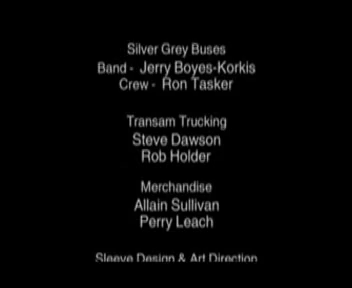 Silver Grey Buses
Band - Jerry Boyes-Korkis
Crew - Ron Tasker
Transam Trucking
Steve Dawson
Rob Holder
Merchandise
Allain Sullivan
Perry Leach
Sleeve Design & Art Direction